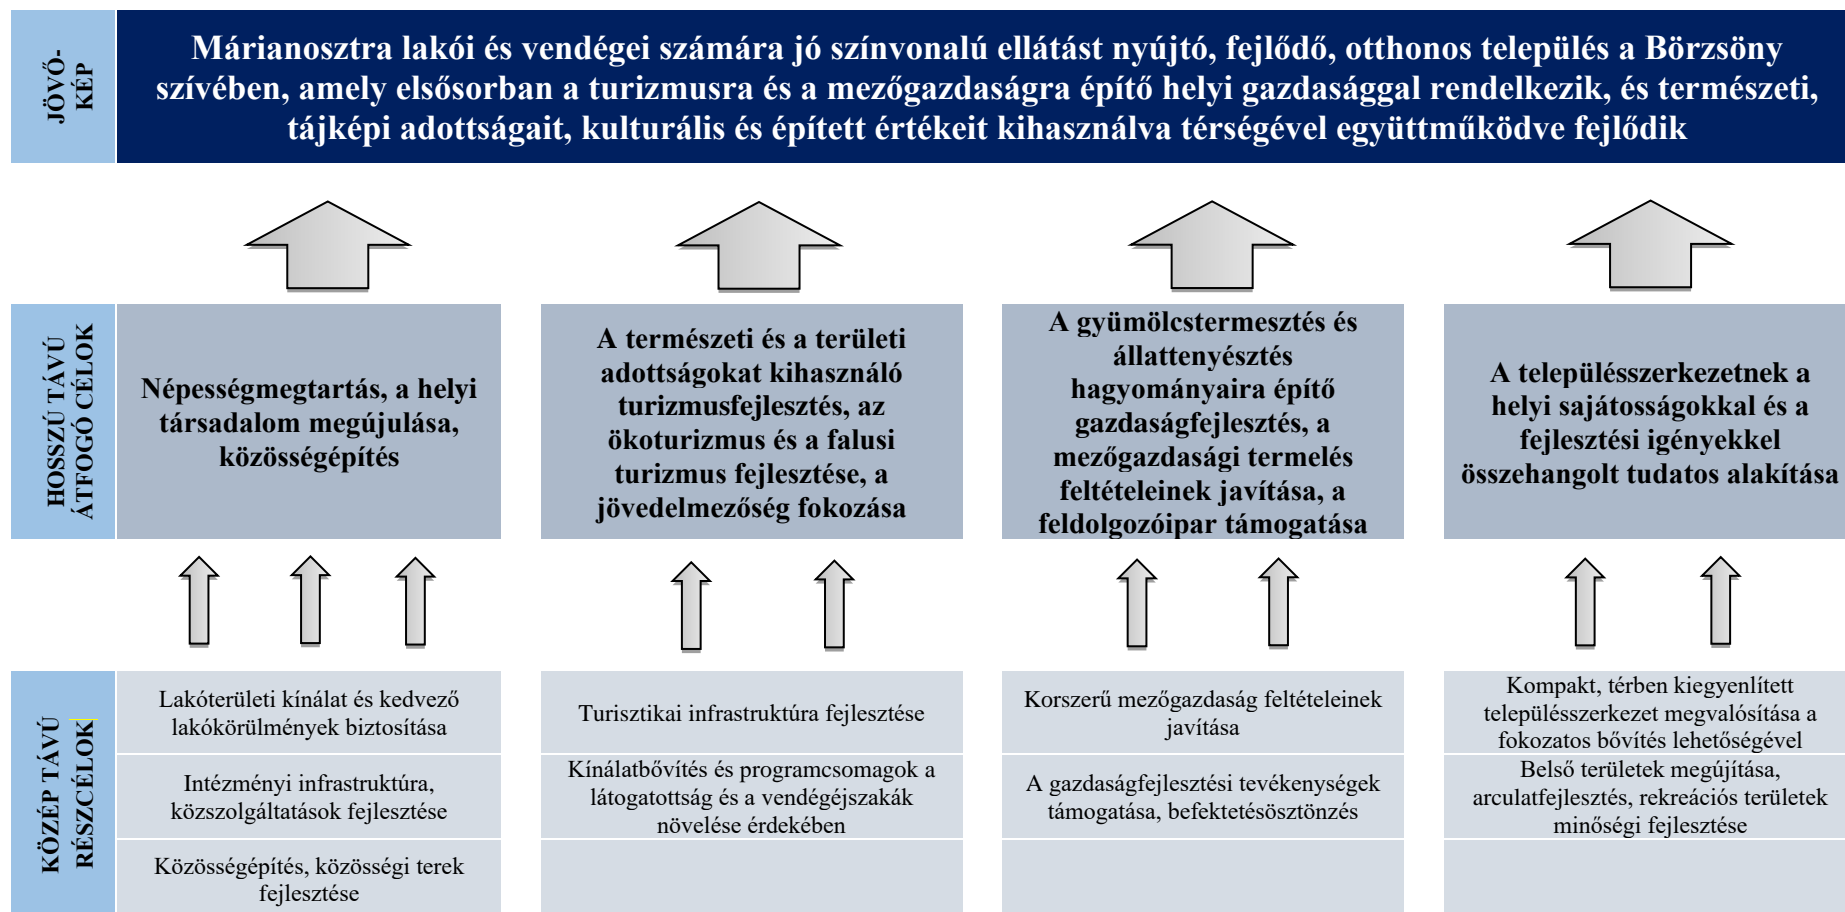 JÖVŐ-
KÉP
Márianosztra lakói és vendégei számára jó színvonalú ellátást nyújtó, fejlődő, otthonos település a Börzsöny
szívében, amely elsősorban a turizmusra és a mezőgazdaságra építő helyi gazdasággal rendelkezik, és természeti,
tájképi adottságait, kulturális és épített értékeit kihasználva térségével együttműködve fejlődik
HOSSZÚ TÁVÚ
ÁTFOGÓ CÉLOK
Népességmegtartás, a helyi
társadalom megújulása,
közösségépítés
A természeti és a területi
adottságokat kihasználó
turizmusfejlesztés, az
ökoturizmus és a falusi
turizmus fejlesztése, a
jövedelmezőség fokozása
A gyümölcstermesztés és
állattenyésztés
hagyományaira építő
gazdaságfejlesztés, a
mezőgazdasági termelés
feltételeinek javítása, a
feldolgozóipar támogatása
A településszerkezetnek a
helyi sajátosságokkal és a
fejlesztési igényekkel
összehangolt tudatos alakítása
KÖZÉP TÁVÚ
RÉSZCÉLOK
Lakóterületi kínálat és kedvező
lakókörülmények biztosítása
Intézményi infrastruktúra,
közszolgáltatások fejlesztése
Közösségépítés, közösségi terek
fejlesztése
Turisztikai infrastruktúra fejlesztése
Kínálatbővítés és programcsomagok a
látogatottság és a vendégéjszakák
növelése érdekében
Korszerű mezőgazdaság feltételeinek
javítása
A gazdaságfejlesztési tevékenységek
támogatása, befektetésösztönzés
Kompakt, térben kiegyenlített
településszerkezet megvalósítása a
fokozatos bővítés lehetőségével
Belső területek megújítása,
arculatfejlesztés, rekreációs területek
minőségi fejlesztése